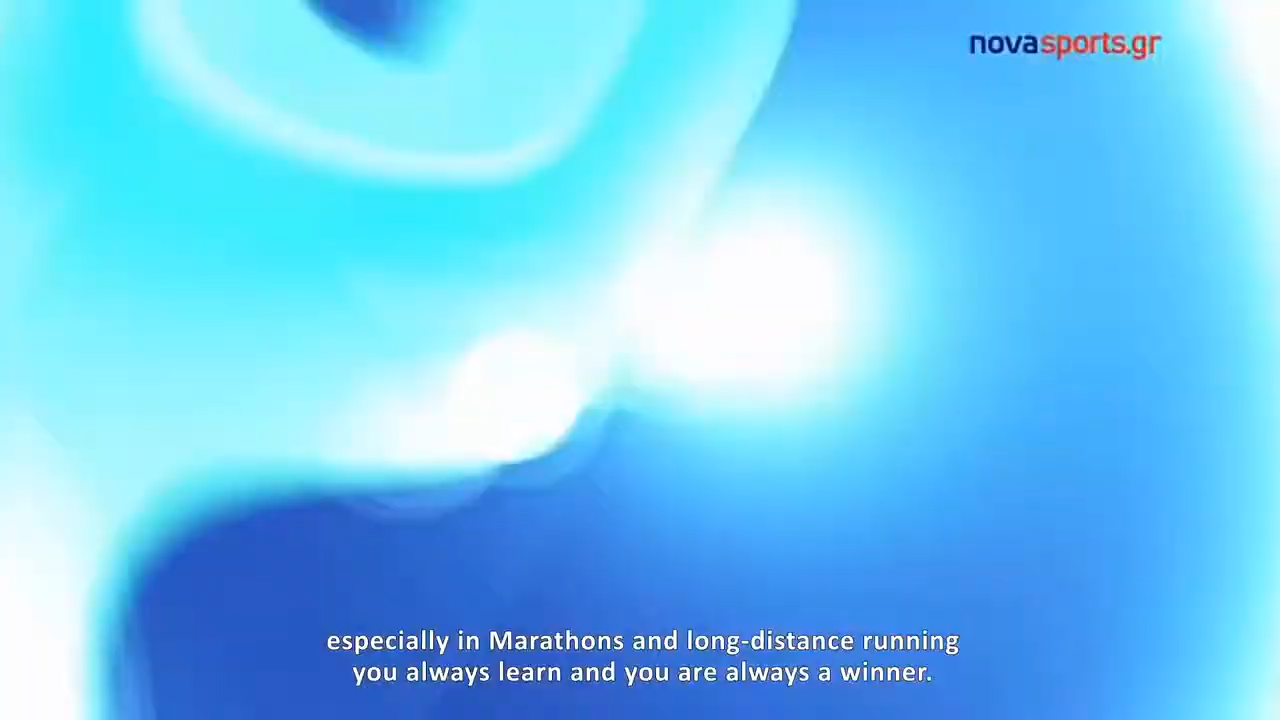 novasports.gr
especially in Marathons and long-distance running
you always learn and you are always a winner.